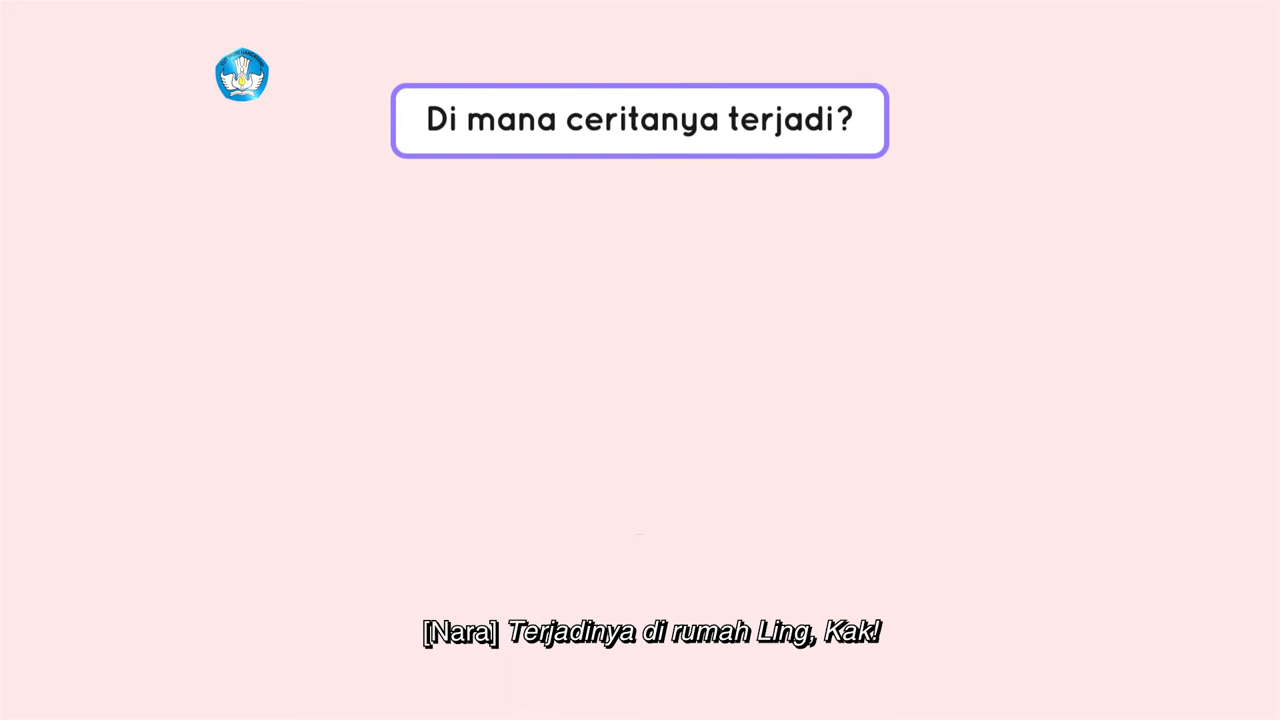 Di mana ceritanya terjadi?
[Nara] Terjadinya di rumah Ling, Kak!